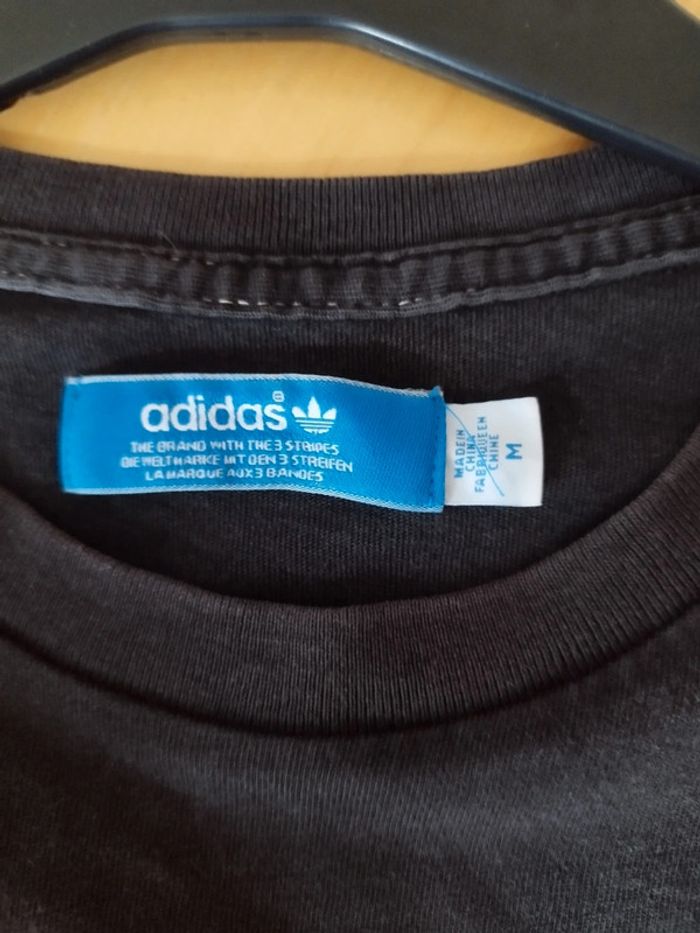 adidas®
THE BRAND WITH THE 3 STRIPES
DIE WELTMARKE MIT DEN 3 STREIFEN
LA MARQUE AUX 3 BANDES
MADE IN
CHINA
FABRIQUE EN
CHINE
M